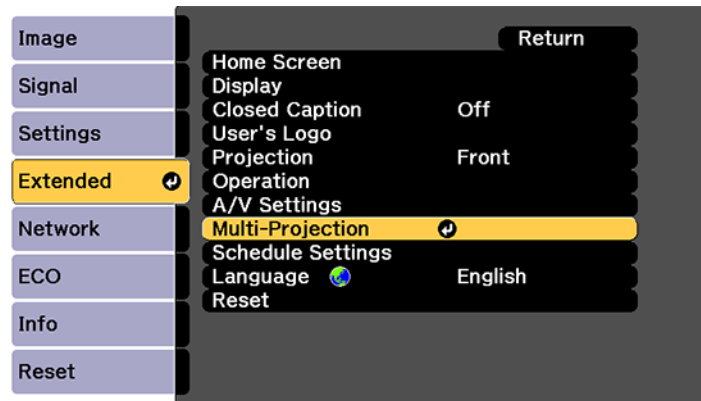 Image
Signal
Settings
Extended
Network
ECO
Info
Reset
Return
Home Screen
Display
Closed Caption Off
User's Logo
Projection Front
Operation
A/V Settings
Multi-Projection
Schedule Settings
Language English
Reset